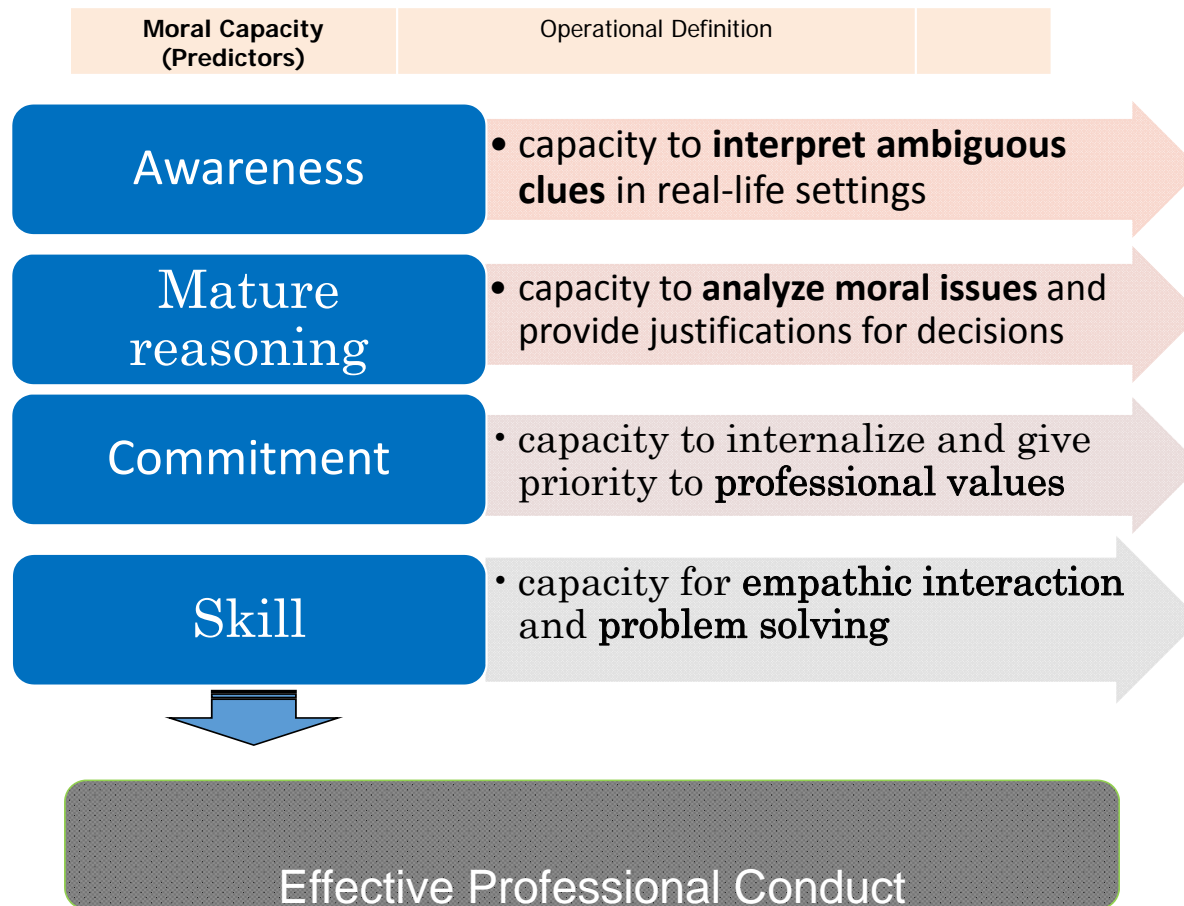 Moral Capacity
(Predictors)
Operational Definition
Awareness
• capacity to interpret ambiguous
clues in real-life settings
Mature
reasoning
• capacity to analyze moral issues and
provide justifications for decisions
Commitment
• capacity to internalize and give
priority to professional values
Skill
• capacity for empathic interaction
and problem solving
Effective Professional Conduct